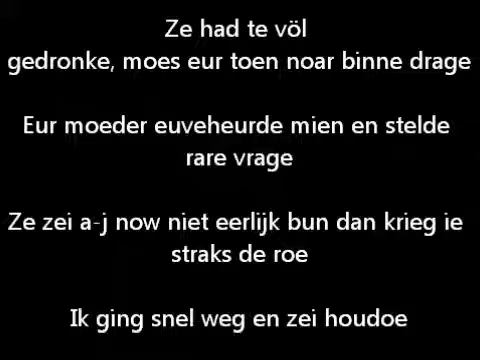 Ze had te völ
gedronke, moes eur toen noar binne drage
Eur moeder euveheurde mien en stelde
rare vrage
Ze zei a-j now niet eerlijk bun dan krieg ie
straks de roe
Ik ging snel weg en zei houdoe